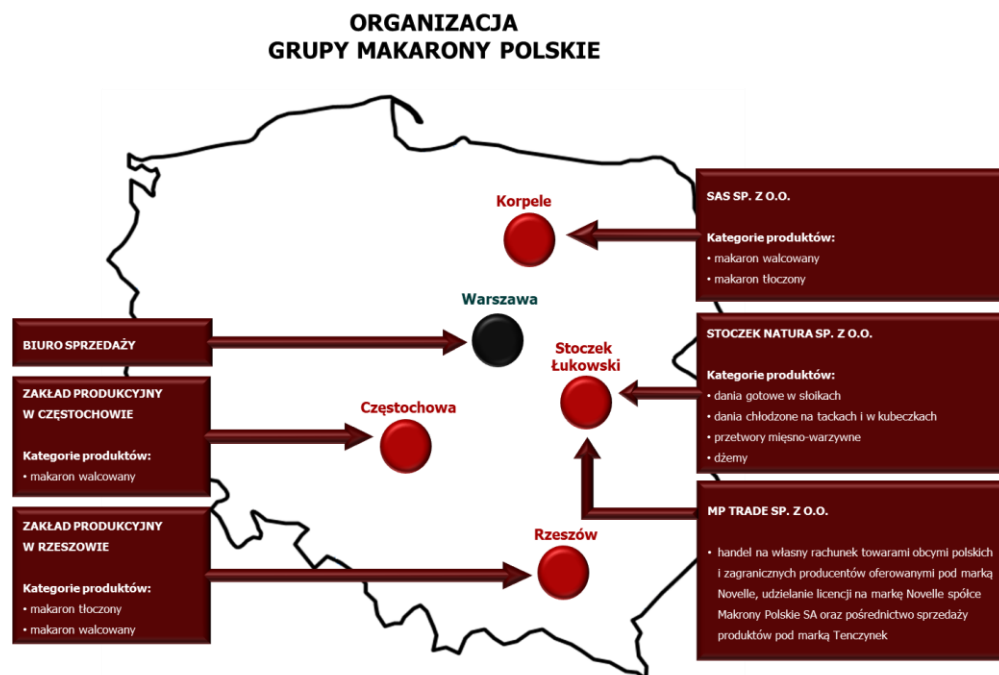 ORGANIZACJA
GRUPY MAKARONY POLSKIE
Korpele
Warszawa
Stoczek
Łukowski
Częstochowa
Rzeszów
BIURO SPRZEDAŻY
ZAKŁAD PRODUKCYJNY
W CZĘSTOCHOWIE
Kategorie produktów:
• makaron walcowany
ZAKŁAD PRODUKCYJNY
W RZESZOWIE
Kategorie produktów:
• makaron tłoczony
• makaron walcowany
SAS SP. Z O.O.
Kategorie produktów:
• makaron walcowany
• makaron tłoczony
STOCZEK NATURA SP. Z O.O.
Kategorie produktów:
• dania gotowe w słoikach
• dania chłodzone na tackach i w kubeczkach
• przetwory mięsno-warzywne
• dżemy
MP TRADE SP. Z O.O.
• handel na własny rachunek towarami obcymi polskich
i zagranicznych producentów oferowanymi pod marką
Novelle, udzielanie licencji na markę Novelle spółce
Makrony Polskie SA oraz pośrednictwo sprzedaży
produktów pod marką Tenczynek